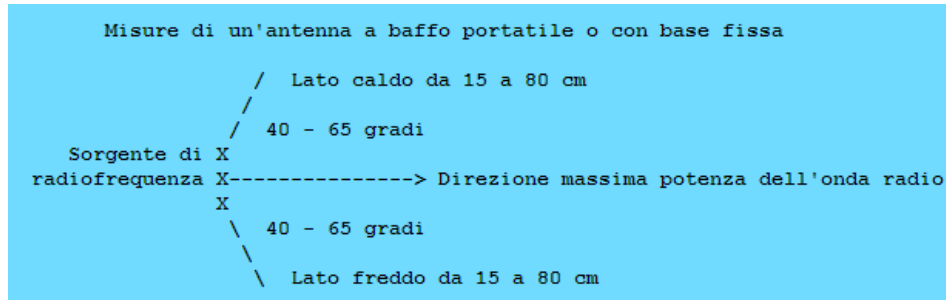 Misure di un'antenna a baffo portatile o con base fissa
/ Lato caldo da 15 a 80 cm
/
/ 40 - 65 gradi
Sorgente di X
radiofrequenza X---------------> Direzione massima potenza dell'onda radio
X
\ 40 - 65 gradi
\
\ Lato freddo da 15 a 80 cm